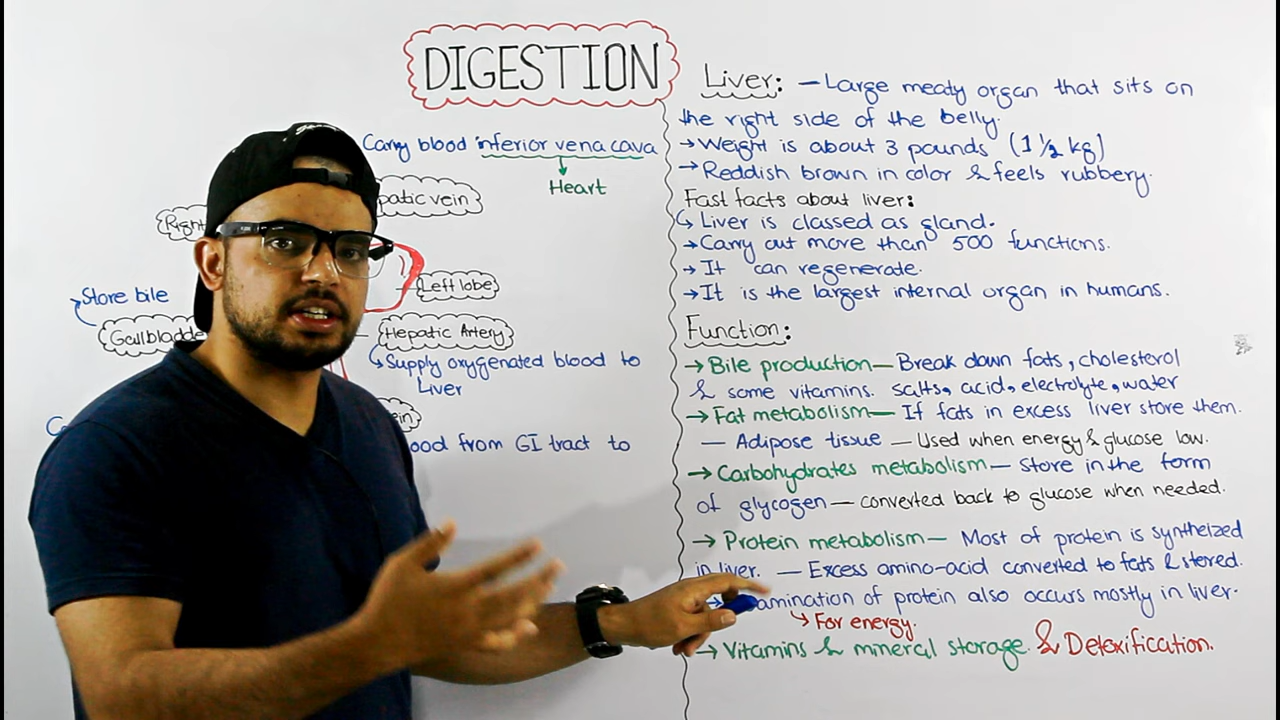 DIGESTION
Carry blood inferior vena cava
Heart
patic vein
Right
Left lobe
Store bile
Gallbladde
Hepatic Artery
Supply oxygenated blood to
Liver
ein
ood from GI tract to
Liver: — Large meaty organ that sits on
the right side of the belly.
→ Weight is about 3 pounds (1 1/2 kg)
→ Reddish brown in color & feels rubbery.
Fast facts about liver:
↳ Liver is classed as gland.
→ Carry out more than 500 functions.
→ It can regenerate.
→ It is the largest internal organ in humans.
Function:
→ Bile production — Break down fats, cholesterol
& some vitamins. salts, acid, electrolyte, water
→ Fat metabolism — If fats in excess liver store them.
— Adipose tissue — Used when energy & glucose low.
→ Carbohydrates metabolism — store in the form
of glycogen — converted back to glucose when needed.
→ Protein metabolism — Most of protein is syntheized
in liver. — Excess amino-acid converted to fats & stored.
amination of protein also occurs mostly in liver.
↳ For energy.
→ Vitamins & mineral storage. & Detoxification.